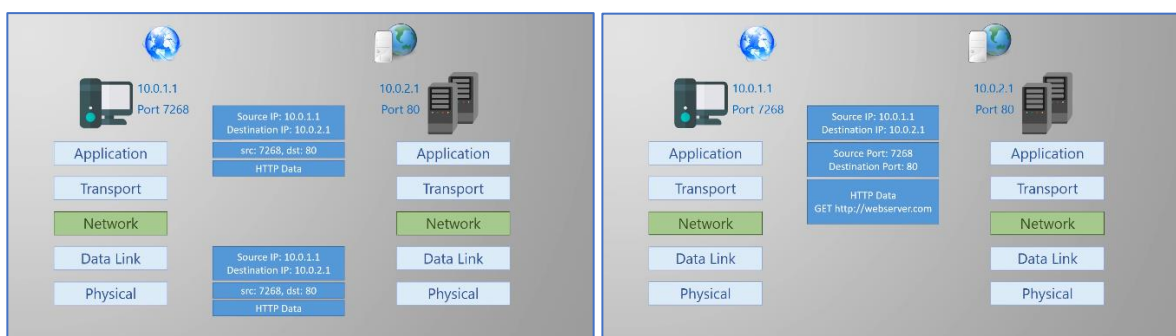 10.0.1.1
Port 7268
10.0.2.1
Port 80
Source IP: 10.0.1.1
Destination IP: 10.0.2.1
src: 7268, dst: 80
HTTP Data
Application
Transport
Network
Data Link
Physical
Application
Transport
Network
Data Link
Physical
Source IP: 10.0.1.1
Destination IP: 10.0.2.1
src: 7268, dst: 80
HTTP Data
10.0.1.1
Port 7268
10.0.2.1
Port 80
Source IP: 10.0.1.1
Destination IP: 10.0.2.1
Source Port: 7268
Destination Port: 80
HTTP Data
GET http://webserver.com
Application
Transport
Network
Data Link
Physical
Application
Transport
Network
Data Link
Physical